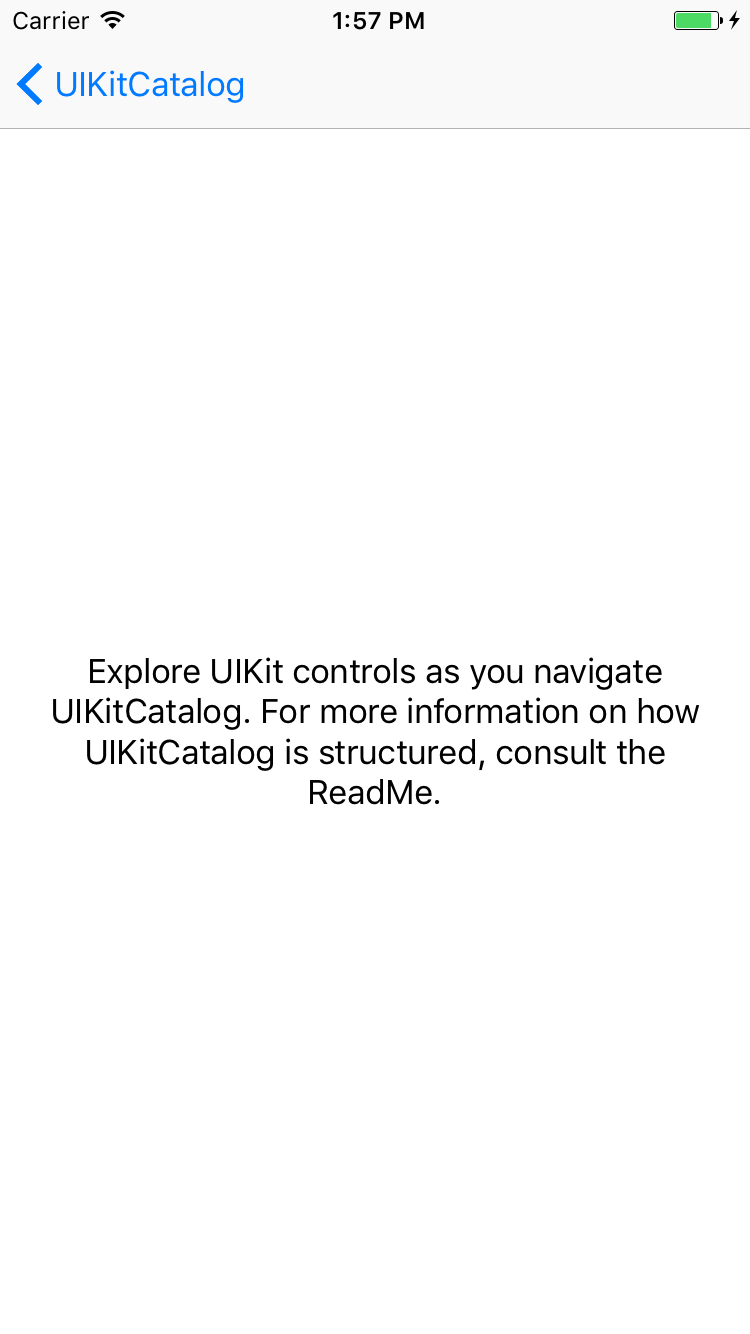 Carrier 1:57 PM
UIKitCatalog
Explore UIKit controls as you navigate
UIKitCatalog. For more information on how
UIKitCatalog is structured, consult the
ReadMe.